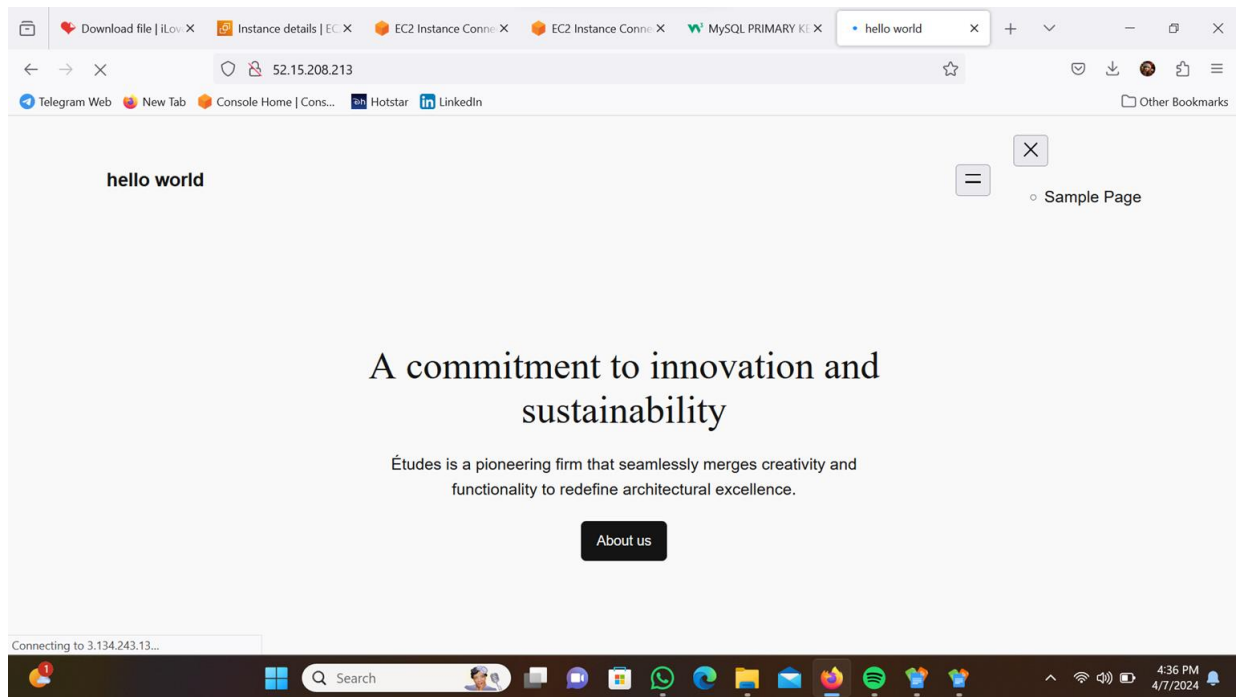 Download file | iLov
Instance details | EC
EC2 Instance Conne
EC2 Instance Conne
MySQL PRIMARY KE
hello world
52.15.208.213
Telegram Web
New Tab
Console Home | Cons...
Hotstar
LinkedIn
Other Bookmarks
hello world
Sample Page
A commitment to innovation and
sustainability
Études is a pioneering firm that seamlessly merges creativity and
functionality to redefine architectural excellence.
About us
Connecting to 3.134.243.13...
1
Search
4:36 PM
4/7/2024